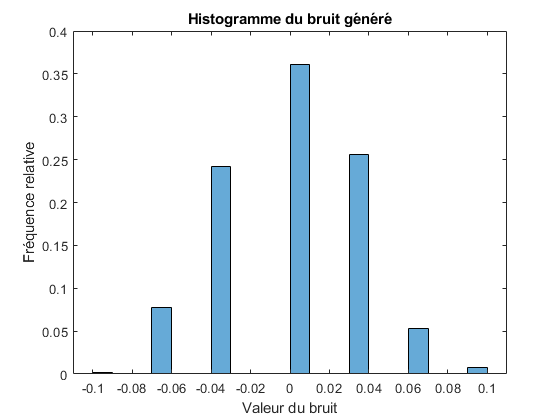 Histogramme du bruit généré
Fréquence relative
0.4
0.35
0.3
0.25
0.2
0.15
0.1
0.05
0
-0.1 -0.08 -0.06 -0.04 -0.02 0 0.02 0.04 0.06 0.08 0.1
Valeur du bruit